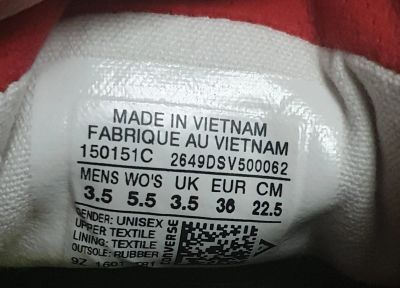 MADE IN VIETNAM
FABRIQUE AU VIETNAM
150151C 2649DSV500062
MENS WO'S UK EUR CM
3.5 5.5 3.5 36 22.5
GENDER: UNISEX
UPPER: TEXTILE
LINING: TEXTILE
OUTSOLE: RUBBER
CONVERSE